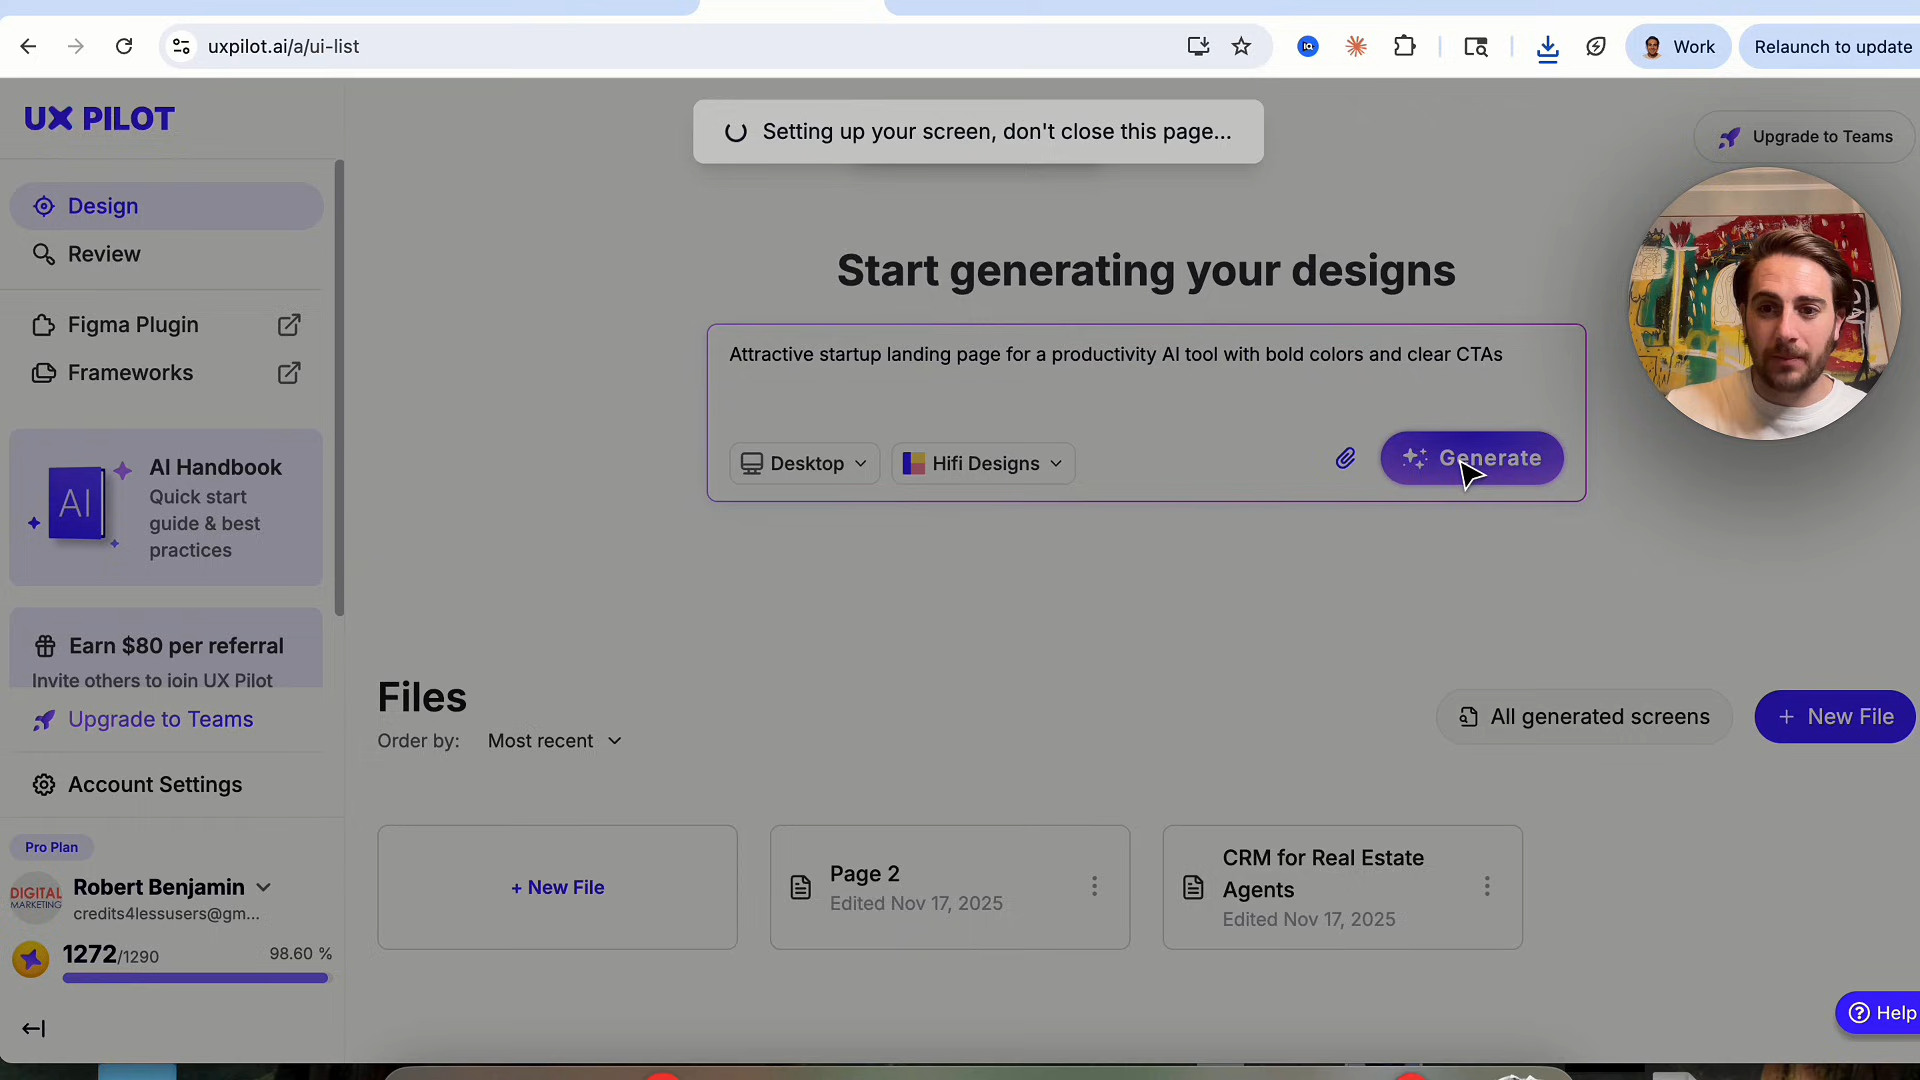 uxpilot.ai/a/ui-list
Work
Relaunch to update
UX PILOT
Setting up your screen, don't close this page...
Upgrade to Teams
Design
Review
Start generating your designs
Figma Plugin
Frameworks
Attractive startup landing page for a productivity AI tool with bold colors and clear CTAs
Desktop
Hifi Designs
Generate
AI
AI Handbook
Quick start
guide & best
practices
Earn $80 per referral
Invite others to join UX Pilot
Upgrade to Teams
Account Settings
Files
Order by: Most recent
All generated screens
+ New File
Pro Plan
DIGITAL
MARKETING
Robert Benjamin
credits4lessusers@gm...
1272/1290
98.60 %
+ New File
Page 2
Edited Nov 17, 2025
CRM for Real Estate
Agents
Edited Nov 17, 2025
Help